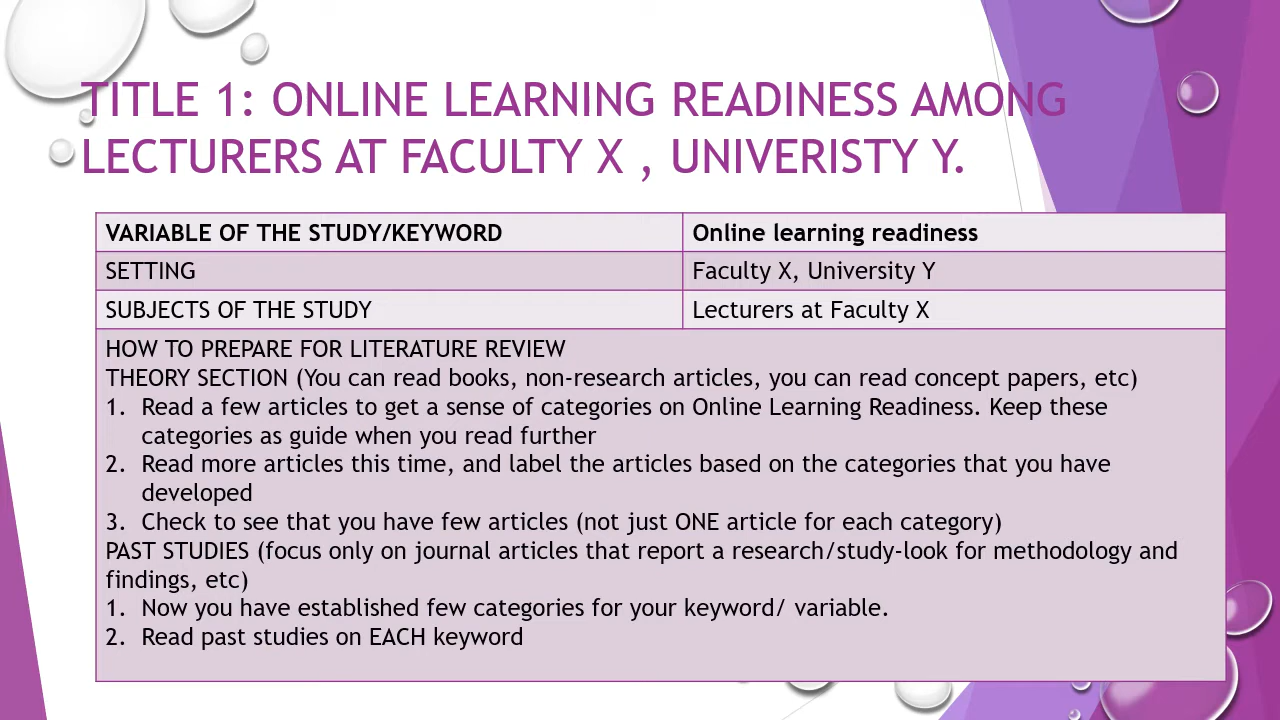 TITLE 1: ONLINE LEARNING READINESS AMONG
LECTURERS AT FACULTY X , UNIVERISTY Y.
VARIABLE OF THE STUDY/KEYWORD
Online learning readiness
SETTING
Faculty X, University Y
SUBJECTS OF THE STUDY
Lecturers at Faculty X
HOW TO PREPARE FOR LITERATURE REVIEW
THEORY SECTION (You can read books, non-research articles, you can read concept papers, etc)
1. Read a few articles to get a sense of categories on Online Learning Readiness. Keep these
categories as guide when you read further
2. Read more articles this time, and label the articles based on the categories that you have
developed
3. Check to see that you have few articles (not just ONE article for each category)
PAST STUDIES (focus only on journal articles that report a research/study-look for methodology and
findings, etc)
1. Now you have established few categories for your keyword/ variable.
2. Read past studies on EACH keyword